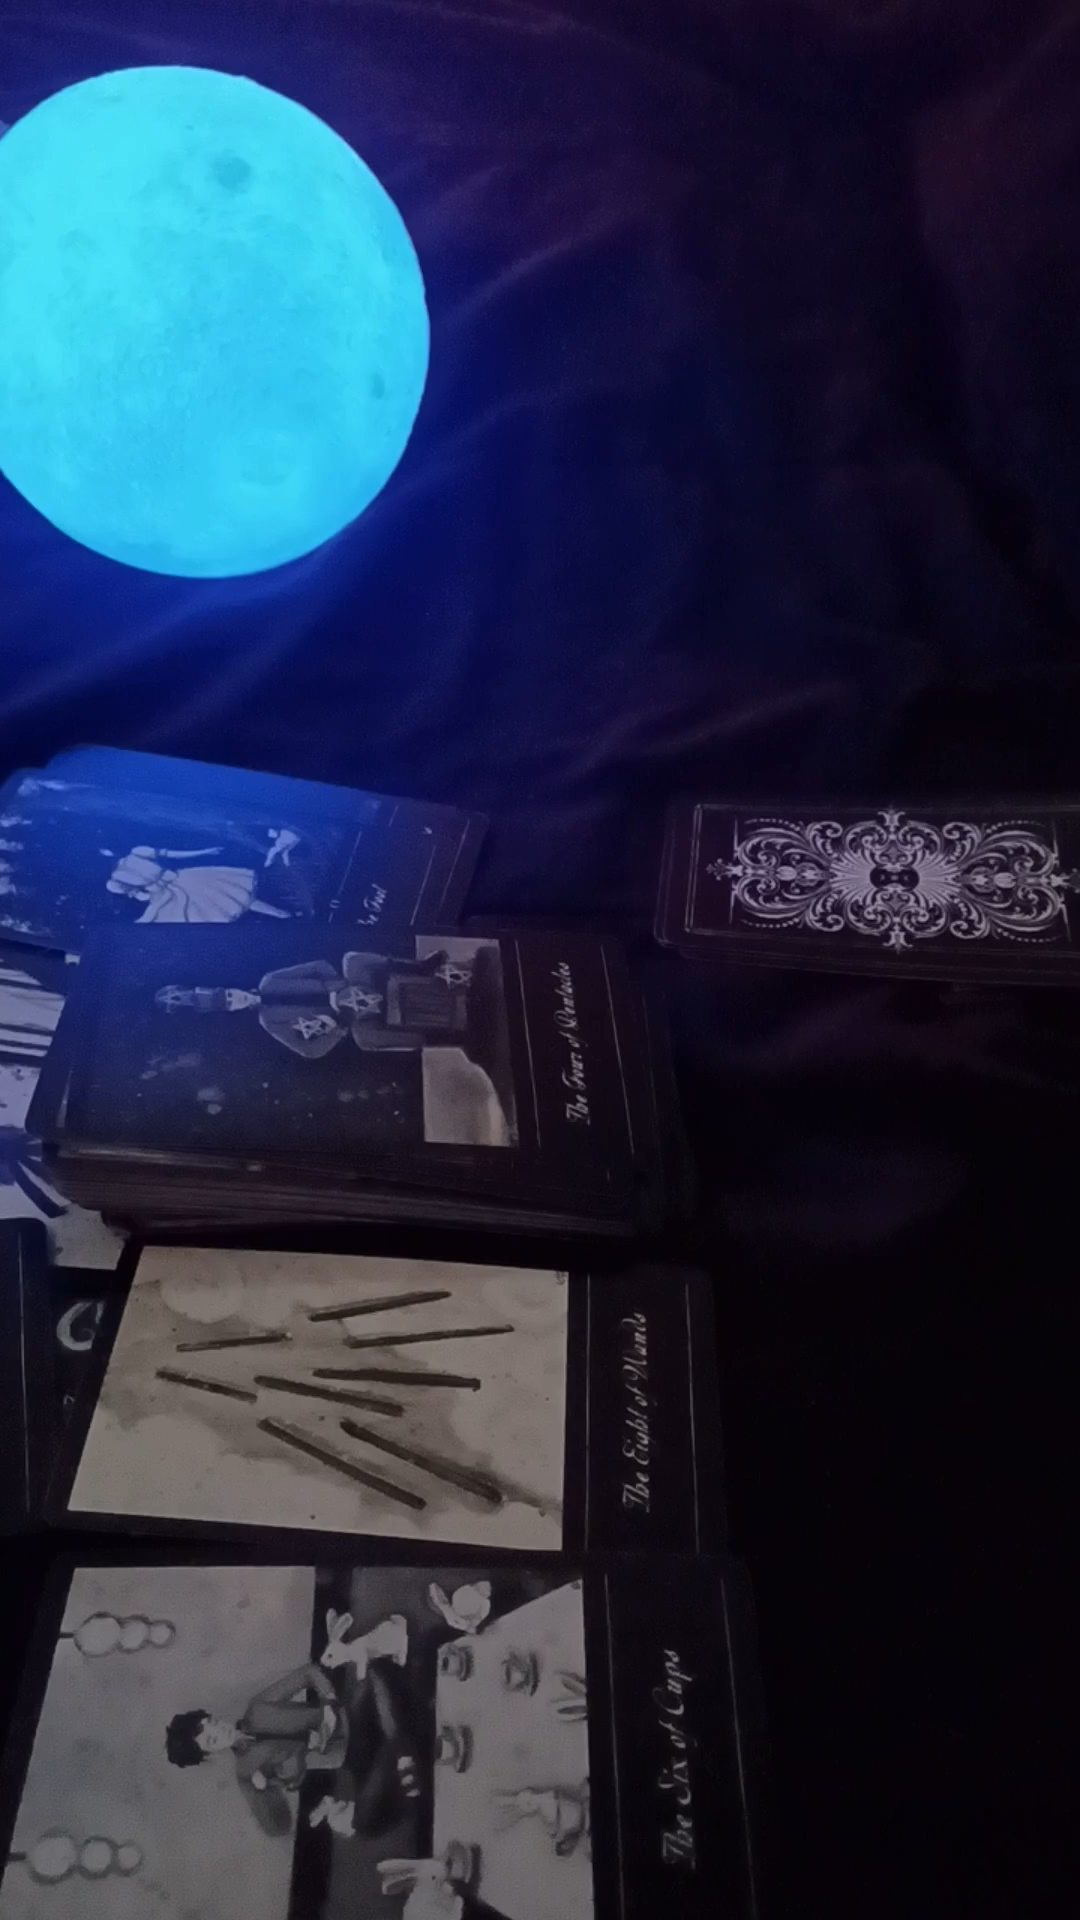 The Fool
The Four of Pentacles
The Eight of Wands
The Six of Cups